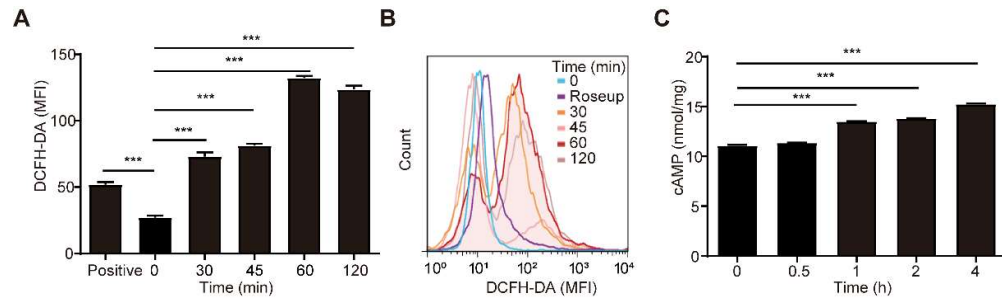 A
DCFH-DA (MFI)
150
100
50
0
***
***
***
***
***
Positive 0 30 45 60 120
Time (min)
B
Count
Time (min)
0
Roseup
30
45
60
120
10⁰ 10¹ 10² 10³ 10⁴
DCFH-DA (MFI)
C
cAMP (nmol/mg)
20
15
10
5
0
***
***
***
0 0.5 1 2 4
Time (h)